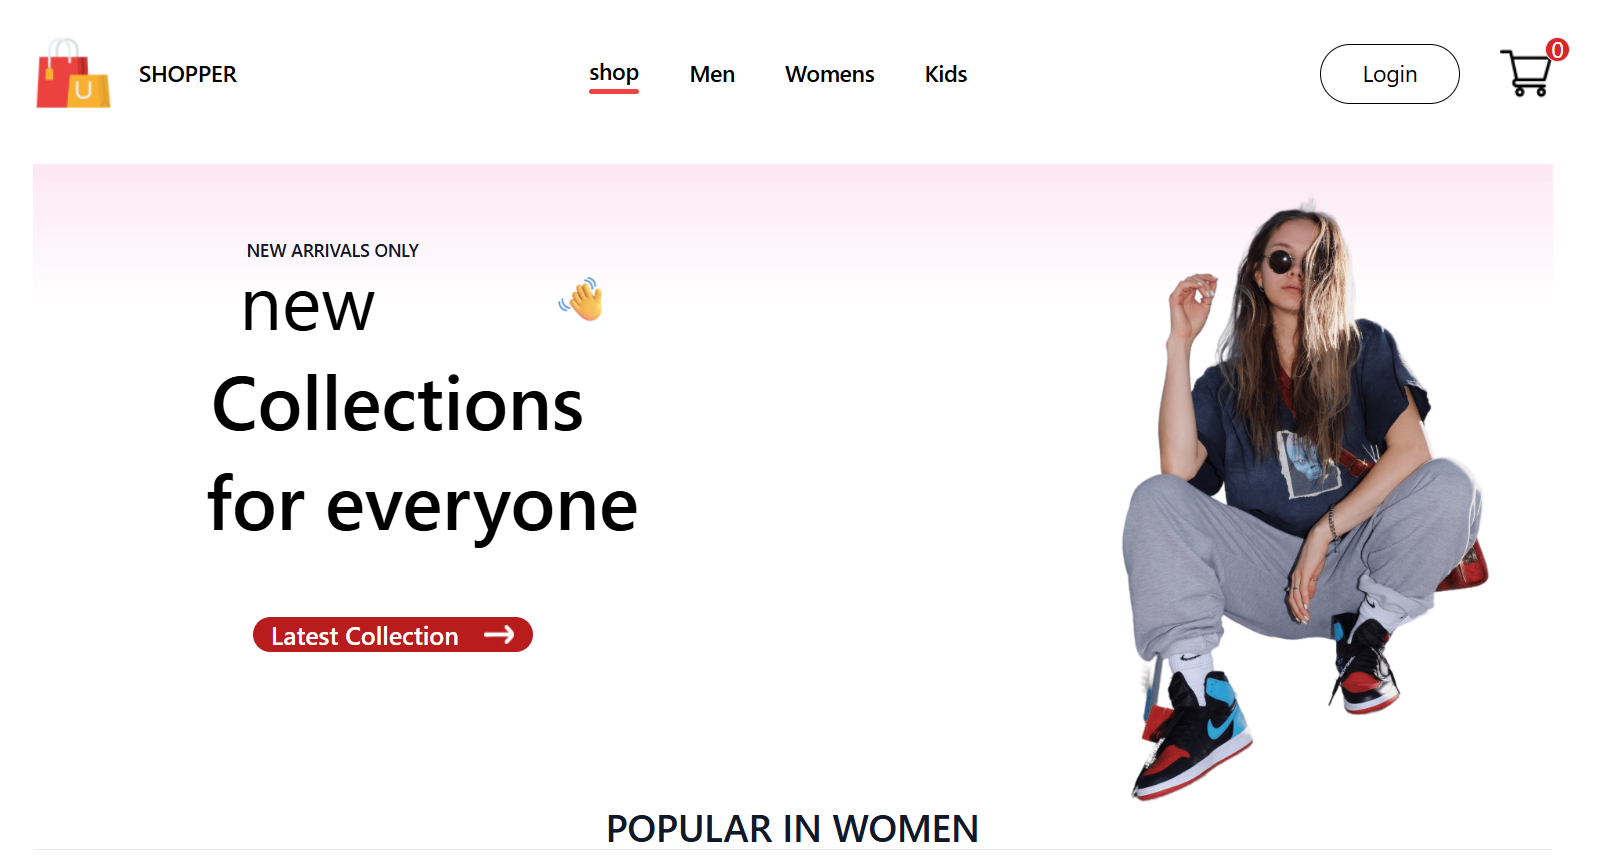 U
SHOPPER
shop
Men
Womens
Kids
Login
0
NEW ARRIVALS ONLY
new
Collections
for everyone
Latest Collection
POPULAR IN WOMEN